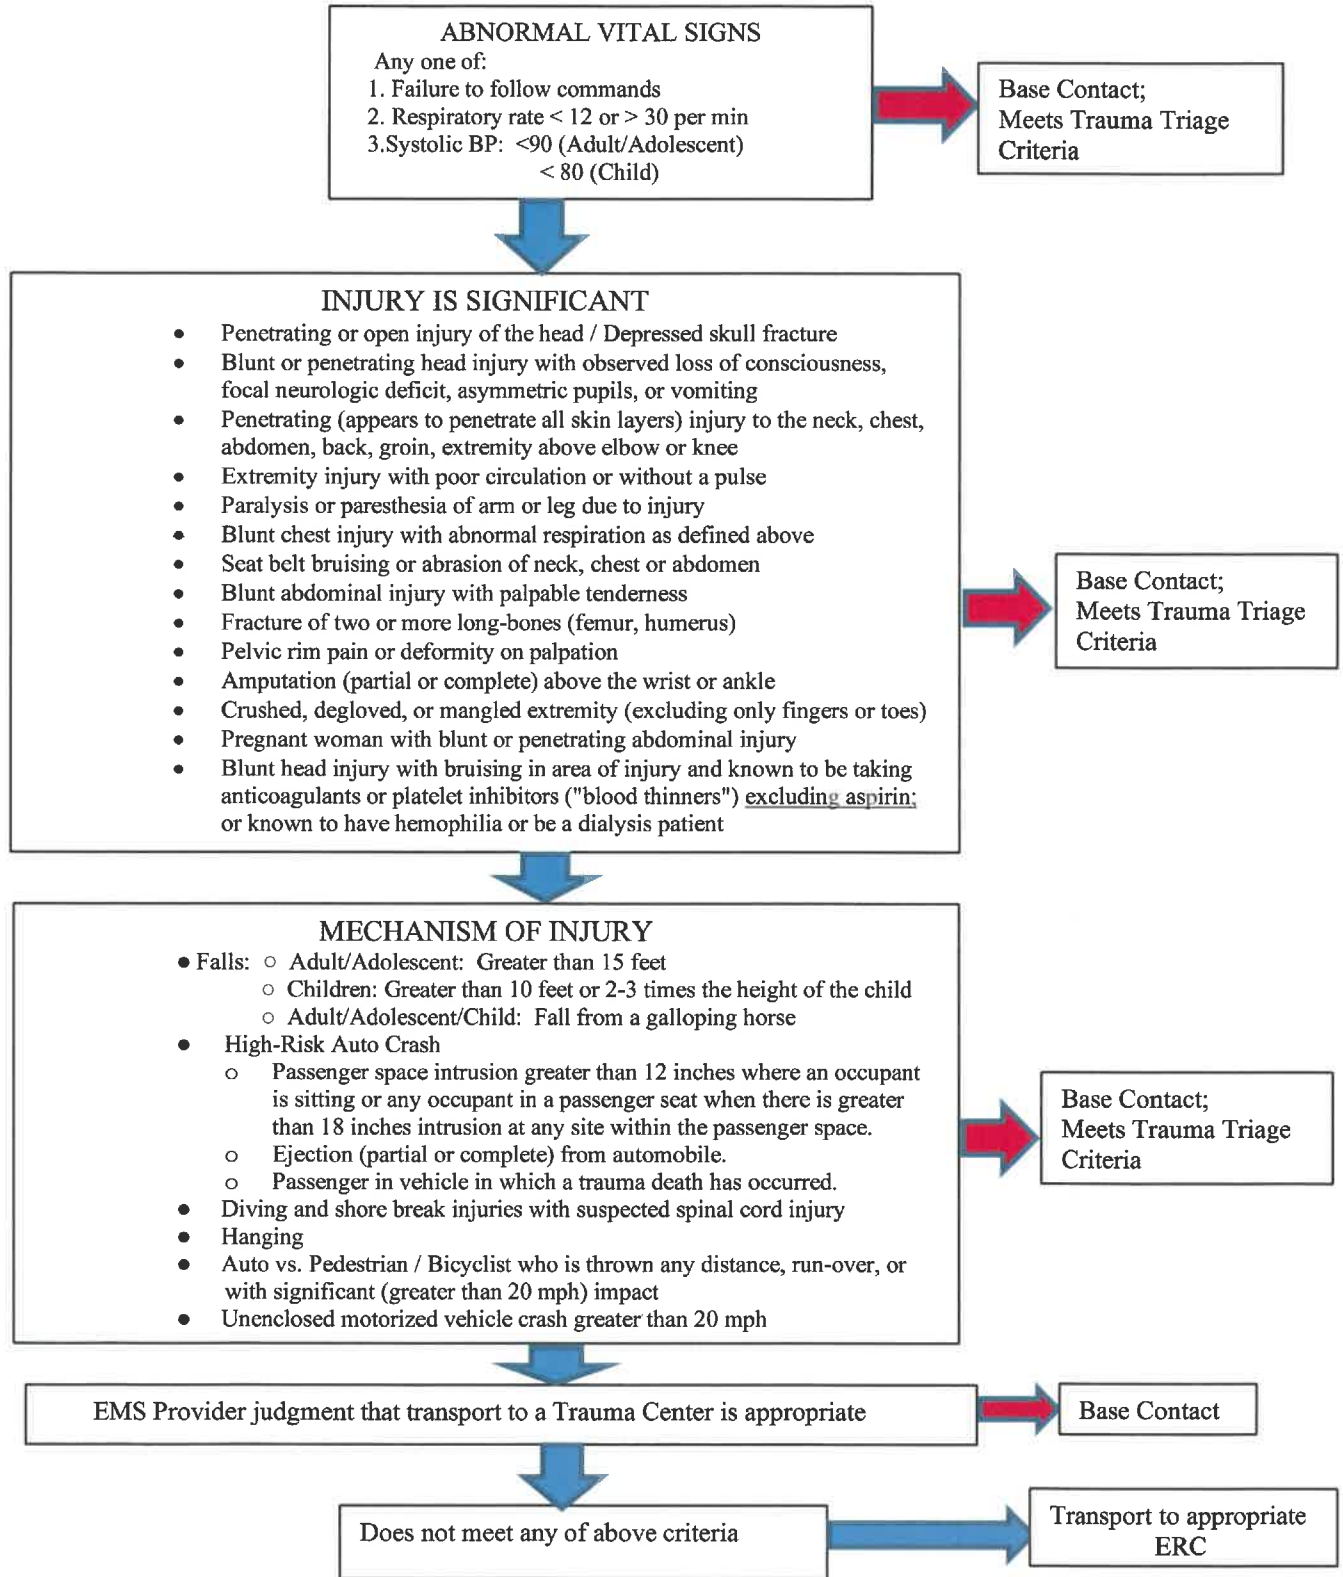 ABNORMAL VITAL SIGNS
Any one of:
1. Failure to follow commands
2. Respiratory rate < 12 or > 30 per min
3.Systolic BP: <90 (Adult/Adolescent)
< 80 (Child)
Base Contact;
Meets Trauma Triage
Criteria
INJURY IS SIGNIFICANT
• Penetrating or open injury of the head / Depressed skull fracture
• Blunt or penetrating head injury with observed loss of consciousness,
focal neurologic deficit, asymmetric pupils, or vomiting
• Penetrating (appears to penetrate all skin layers) injury to the neck, chest,
abdomen, back, groin, extremity above elbow or knee
• Extremity injury with poor circulation or without a pulse
• Paralysis or paresthesia of arm or leg due to injury
• Blunt chest injury with abnormal respiration as defined above
• Seat belt bruising or abrasion of neck, chest or abdomen
• Blunt abdominal injury with palpable tenderness
• Fracture of two or more long-bones (femur, humerus)
• Pelvic rim pain or deformity on palpation
• Amputation (partial or complete) above the wrist or ankle
• Crushed, degloved, or mangled extremity (excluding only fingers or toes)
• Pregnant woman with blunt or penetrating abdominal injury
• Blunt head injury with bruising in area of injury and known to be taking
anticoagulants or platelet inhibitors ("blood thinners") excluding aspirin;
or known to have hemophilia or be a dialysis patient
Base Contact;
Meets Trauma Triage
Criteria
MECHANISM OF INJURY
• Falls: o Adult/Adolescent: Greater than 15 feet
o Children: Greater than 10 feet or 2-3 times the height of the child
o Adult/Adolescent/Child: Fall from a galloping horse
• High-Risk Auto Crash
o Passenger space intrusion greater than 12 inches where an occupant
is sitting or any occupant in a passenger seat when there is greater
than 18 inches intrusion at any site within the passenger space.
o Ejection (partial or complete) from automobile.
o Passenger in vehicle in which a trauma death has occurred.
• Diving and shore break injuries with suspected spinal cord injury
• Hanging
• Auto vs. Pedestrian / Bicyclist who is thrown any distance, run-over, or
with significant (greater than 20 mph) impact
• Unenclosed motorized vehicle crash greater than 20 mph
Base Contact;
Meets Trauma Triage
Criteria
EMS Provider judgment that transport to a Trauma Center is appropriate
Base Contact
Does not meet any of above criteria
Transport to appropriate
ERC